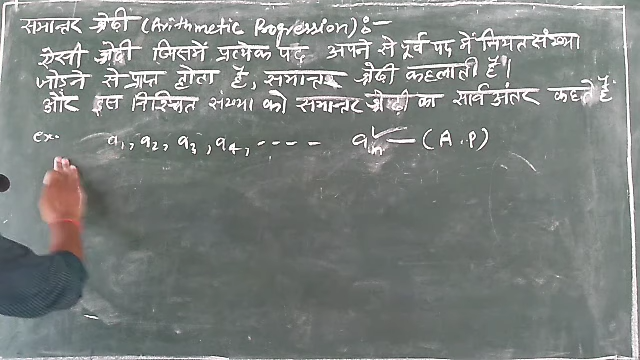 समान्तर श्रेढी (Arithmetic Progression) :-
ऐसी श्रेढी जिसमें प्रत्येक पद अपने से पूर्व पद में नियत संख्या
जोड़ने से प्राप्त होता है, समान्तर श्रेढी कहलाती है।
और इस निश्चित संख्या को समान्तर श्रेढी का सार्व अंतर कहते हैं
ex. a₁, a₂, a₃, a₄, ---- aₙ — (A.P)